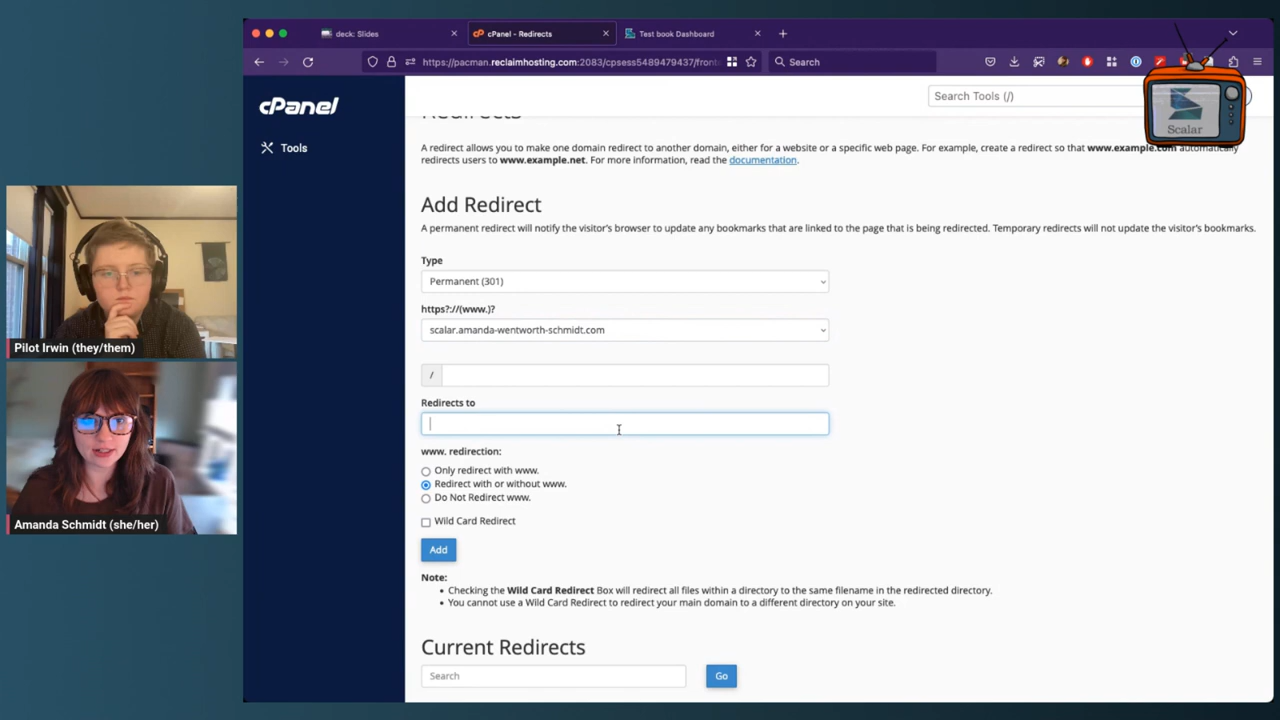 deck: Slides
cPanel - Redirects
Test book Dashboard
https://pacman.reclaimhosting.com:2083/cpsess5489479437/front
Search
cPanel
Search Tools (/)
Scalar
Tools
Redirects
A redirect allows you to make one domain redirect to another domain, either for a website or a specific web page. For example, create a redirect so that www.example.com automatically
redirects users to www.example.net. For more information, read the documentation.
Add Redirect
A permanent redirect will notify the visitor's browser to update any bookmarks that are linked to the page that is being redirected. Temporary redirects will not update the visitor's bookmarks.
Type
Permanent (301)
https?://(www.)?
scalar.amanda-wentworth-schmidt.com
/
Redirects to
www. redirection:
Only redirect with www.
Redirect with or without www.
Do Not Redirect www.
Wild Card Redirect
Add
Note:
• Checking the Wild Card Redirect Box will redirect all files within a directory to the same filename in the redirected directory.
• You cannot use a Wild Card Redirect to redirect your main domain to a different directory on your site.
Current Redirects
Search
Go
Pilot Irwin (they/them)
Amanda Schmidt (she/her)